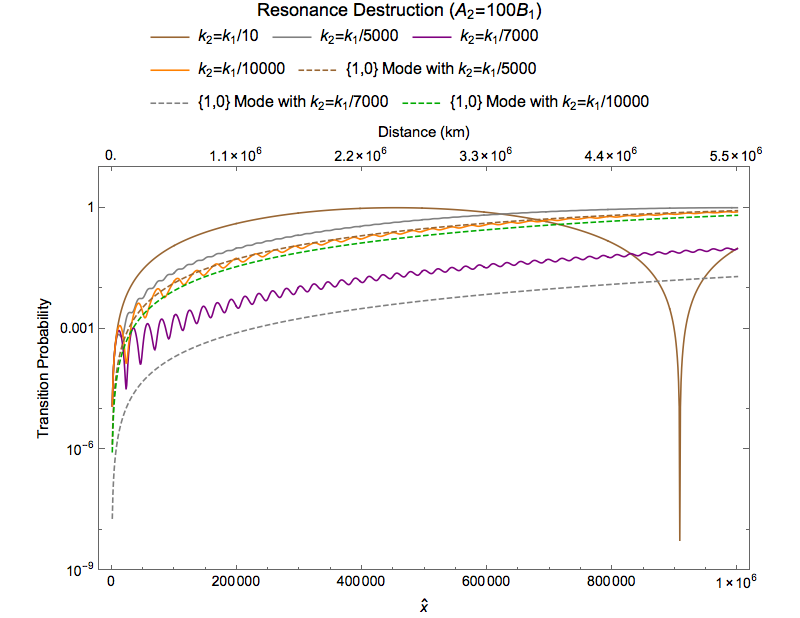 Resonance Destruction (A₂=100B₁)
k₂=k₁/10 k₂=k₁/5000 k₂=k₁/7000
k₂=k₁/10000 {1,0} Mode with k₂=k₁/5000
{1,0} Mode with k₂=k₁/7000 {1,0} Mode with k₂=k₁/10000
Distance (km)
0. 1.1×10⁶ 2.2×10⁶ 3.3×10⁶ 4.4×10⁶ 5.5×10⁶
1
0.001
10⁻⁶
10⁻⁹
Transition Probability
0 200000 400000 600000 800000 1×10⁶
x̂